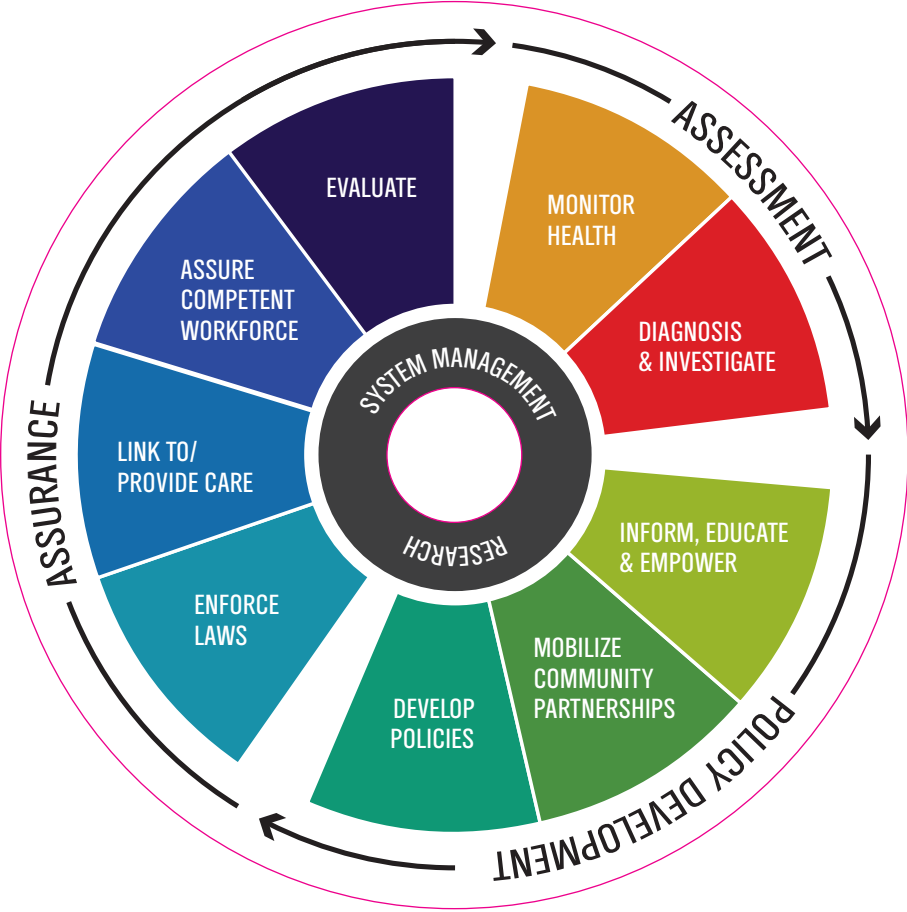 ASSESSMENT
MONITOR
HEALTH
DIAGNOSIS
& INVESTIGATE
POLICY DEVELOPMENT
INFORM, EDUCATE
& EMPOWER
MOBILIZE
COMMUNITY
PARTNERSHIPS
DEVELOP
POLICIES
ASSURANCE
ENFORCE
LAWS
LINK TO/
PROVIDE CARE
ASSURE
COMPETENT
WORKFORCE
EVALUATE
SYSTEM MANAGEMENT
RESEARCH